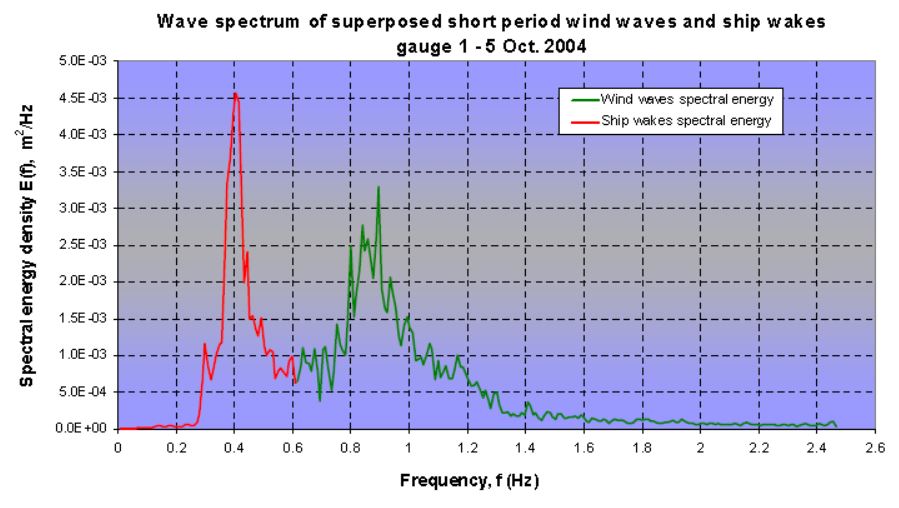 Wave spectrum of superposed short period wind waves and ship wakes
gauge 1 - 5 Oct. 2004
5.0E-03
4.5E-03
4.0E-03
3.5E-03
3.0E-03
2.5E-03
2.0E-03
1.5E-03
1.0E-03
5.0E-04
0.0E+00
Spectral energy density E(f), m²/Hz
Wind waves spectral energy
Ship wakes spectral energy
0 0.2 0.4 0.6 0.8 1 1.2 1.4 1.6 1.8 2 2.2 2.4 2.6
Frequency, f (Hz)